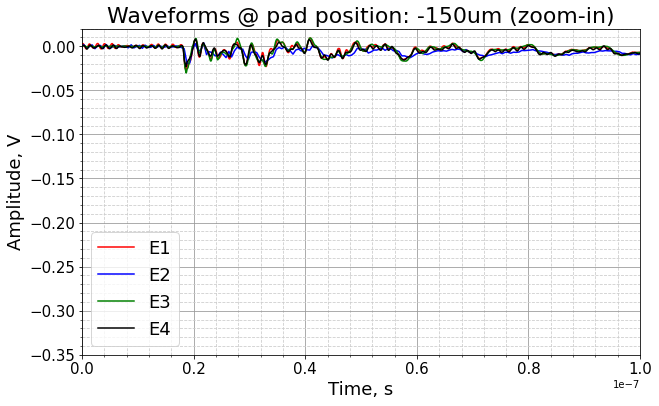 Waveforms @ pad position: -150um (zoom-in)
Amplitude, V
0.00
−0.05
−0.10
−0.15
−0.20
−0.25
−0.30
−0.35
E1
E2
E3
E4
0.0 0.2 0.4 0.6 0.8 1.0
Time, s
1e−7